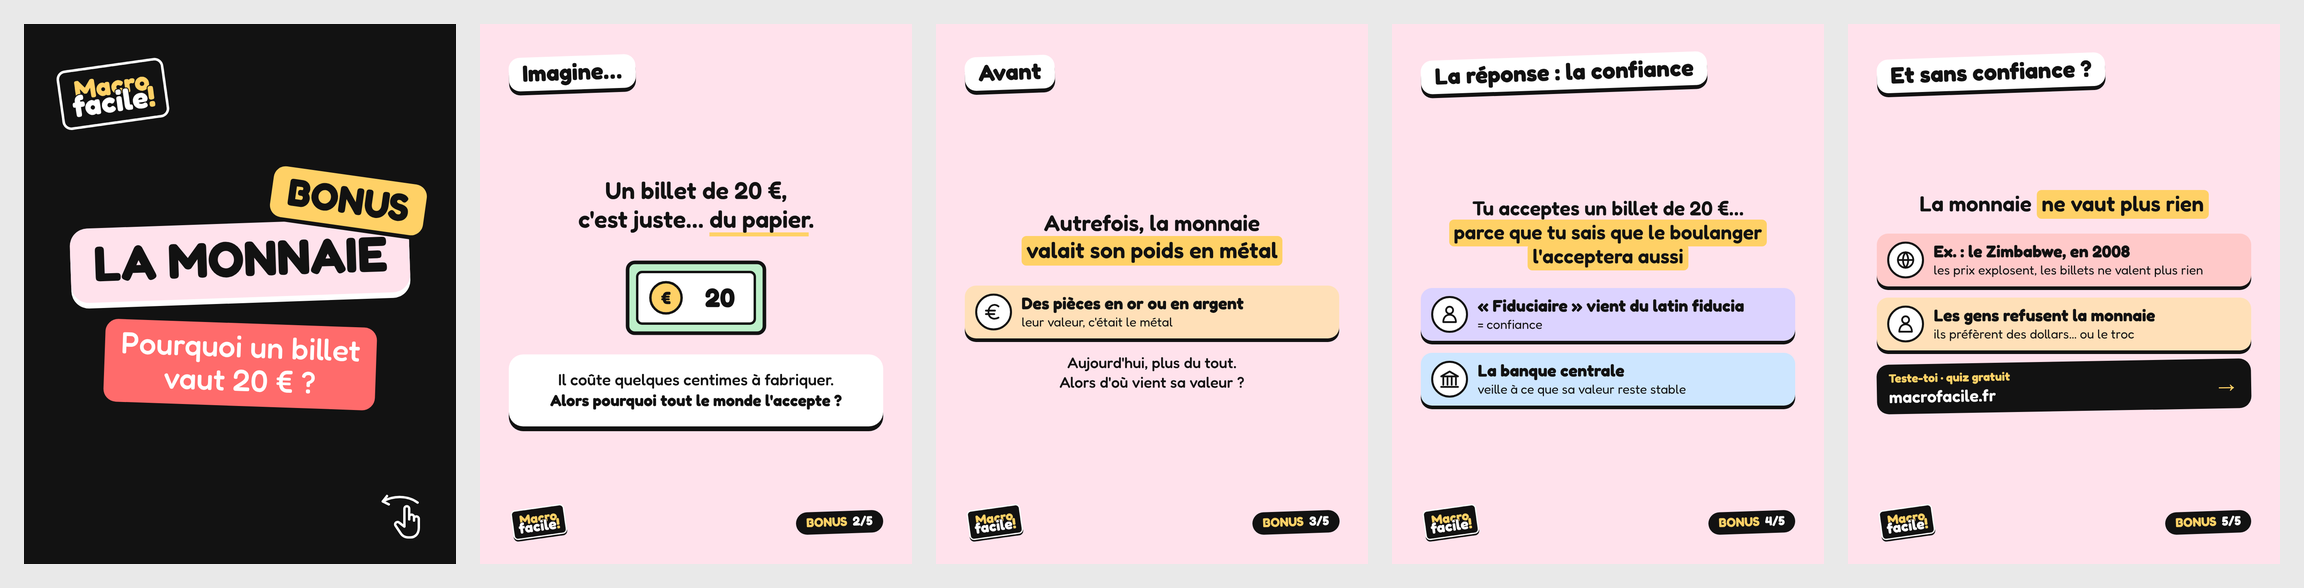 Macro
facile!
BONUS
LA MONNAIE
Pourquoi un billet
vaut 20 € ?
Imagine...
Un billet de 20 €,
c'est juste... du papier.
€ 20
Il coûte quelques centimes à fabriquer.
Alors pourquoi tout le monde l'accepte ?
Macro
facile!
BONUS 2/5
Avant
Autrefois, la monnaie
valait son poids en métal
€
Des pièces en or ou en argent
leur valeur, c'était le métal
Aujourd'hui, plus du tout.
Alors d'où vient sa valeur ?
Macro
facile!
BONUS 3/5
La réponse : la confiance
Tu acceptes un billet de 20 €...
parce que tu sais que le boulanger
l'acceptera aussi
« Fiduciaire » vient du latin fiducia
= confiance
La banque centrale
veille à ce que sa valeur reste stable
Macro
facile!
BONUS 4/5
Et sans confiance ?
La monnaie ne vaut plus rien
Ex. : le Zimbabwe, en 2008
les prix explosent, les billets ne valent plus rien
Les gens refusent la monnaie
ils préfèrent des dollars... ou le troc
Teste-toi · quiz gratuit
macrofacile.fr →
Macro
facile!
BONUS 5/5